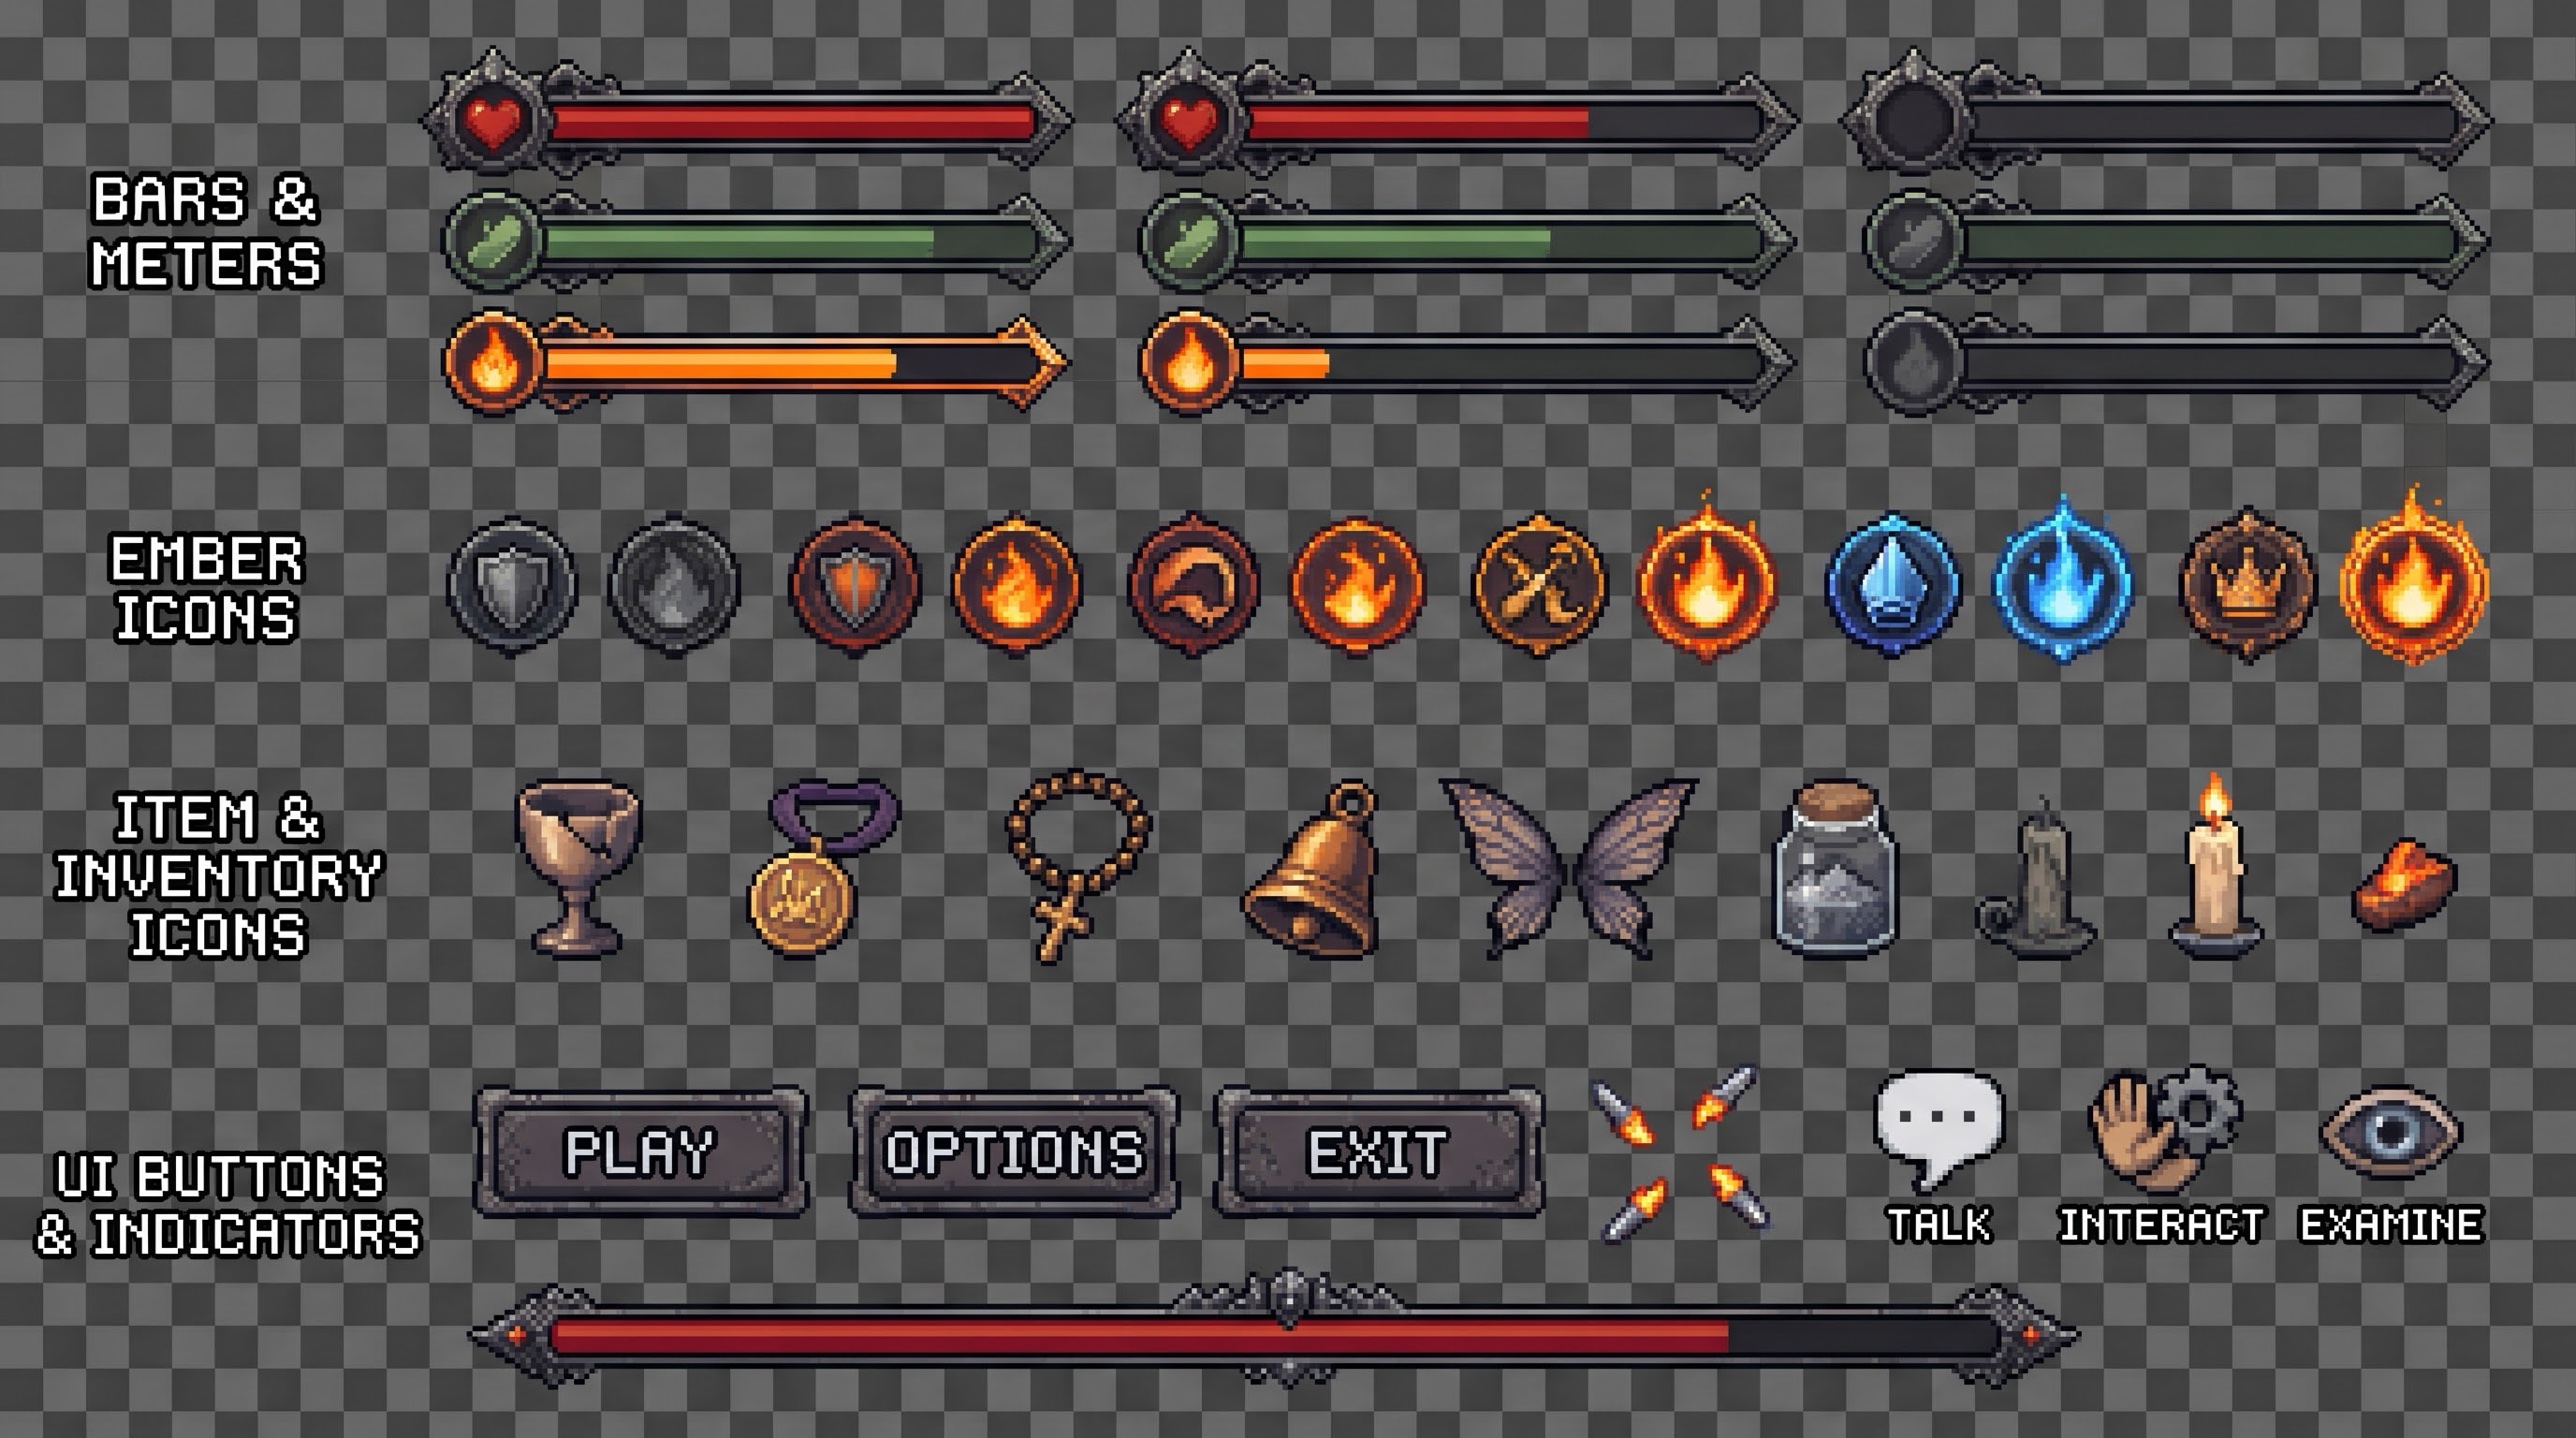 BARS &
METERS
EMBER
ICONS
ITEM &
INVENTORY
ICONS
UI BUTTONS
& INDICATORS
PLAY
OPTIONS
EXIT
TALK
INTERACT
EXAMINE